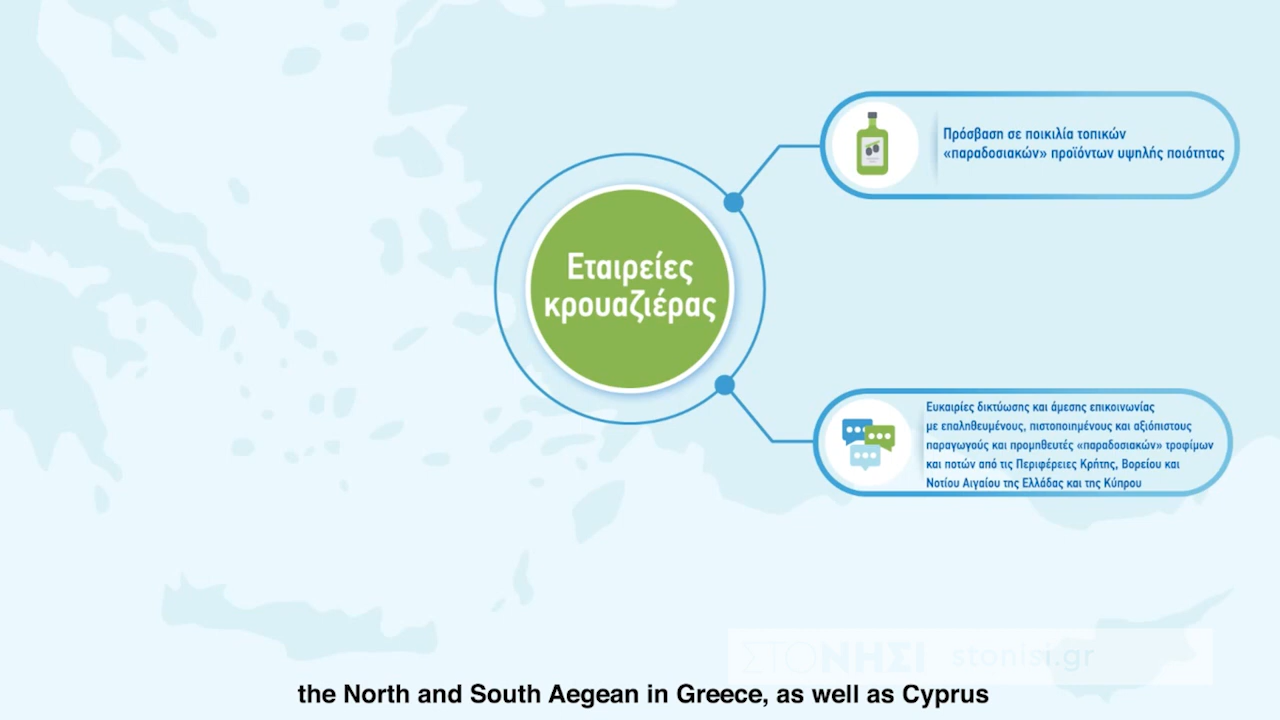 Πρόσβαση σε ποικιλία τοπικών
«παραδοσιακών» προϊόντων υψηλής ποιότητας
Εταιρείες
κρουαζιέρας
Ευκαιρίες δικτύωσης και άμεσης επικοινωνίας
με επαληθευμένους, πιστοποιημένους και αξιόπιστους
παραγωγούς και προμηθευτές «παραδοσιακών» τροφίμων
και ποτών από τις Περιφέρειες Κρήτης, Βορείου και
Νοτίου Αιγαίου της Ελλάδας και της Κύπρου
ΣΤΟΝΗΣΙ stonisi.gr
the North and South Aegean in Greece, as well as Cyprus